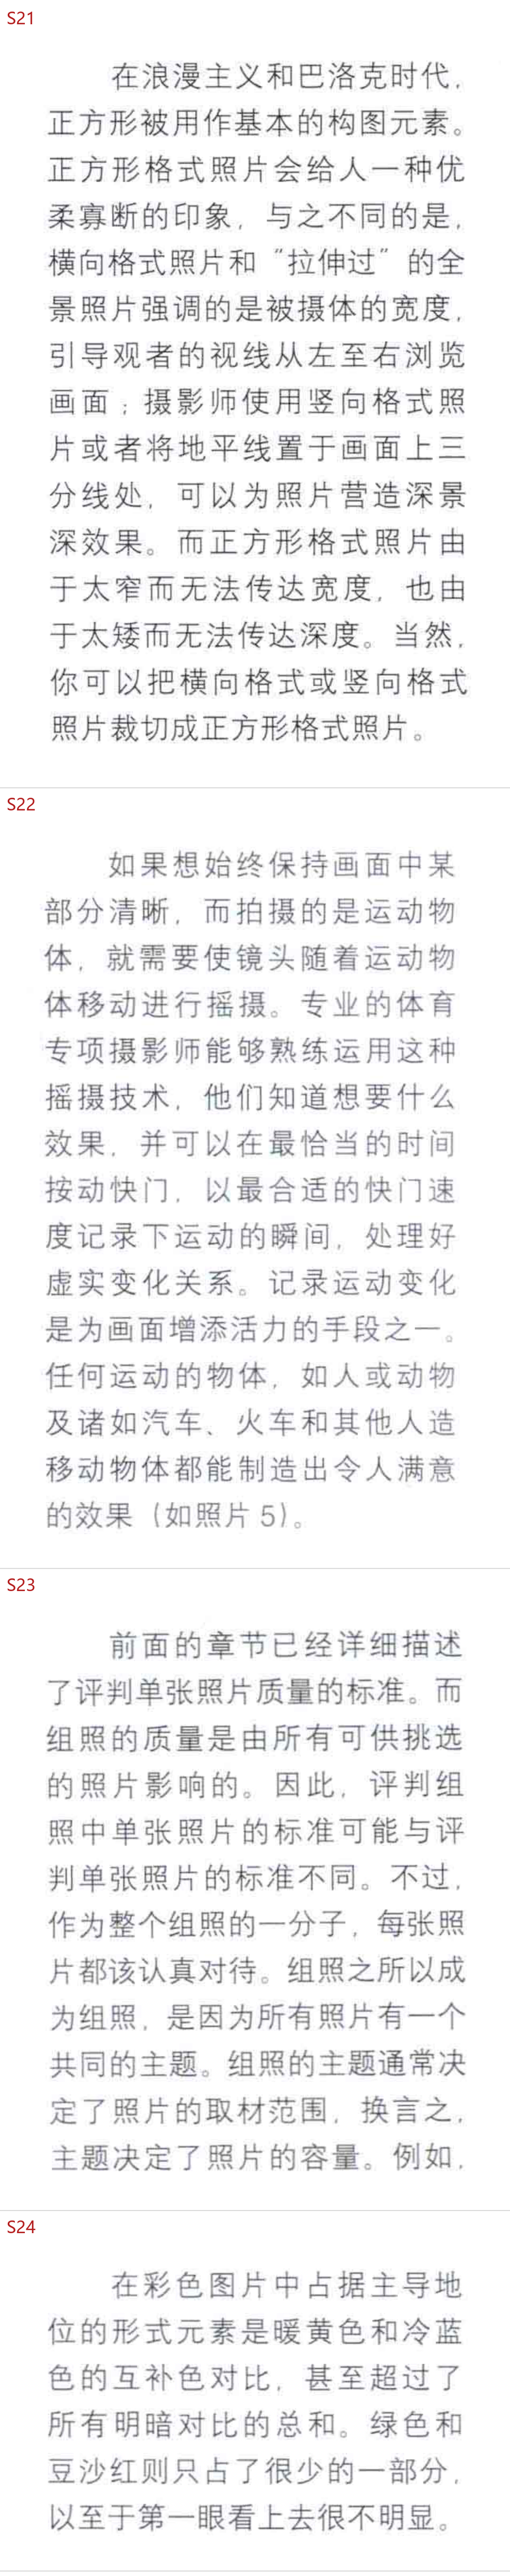 S21
在浪漫主义和巴洛克时代，
正方形被用作基本的构图元素。
正方形格式照片会给人一种优
柔寡断的印象，与之不同的是，
横向格式照片和“拉伸过”的全
景照片强调的是被摄体的宽度，
引导观者的视线从左至右浏览
画面；摄影师使用竖向格式照
片或者将地平线置于画面上三
分线处，可以为照片营造深景
深效果。而正方形格式照片由
于太窄而无法传达宽度，也由
于太矮而无法传达深度。当然，
你可以把横向格式或竖向格式
照片裁切成正方形格式照片。
S22
如果想始终保持画面中某
部分清晰，而拍摄的是运动物
体，就需要使镜头随着运动物
体移动进行摇摄。专业的体育
专项摄影师能够熟练运用这种
摇摄技术，他们知道想要什么
效果，并可以在最恰当的时间
按动快门，以最合适的快门速
度记录下运动的瞬间，处理好
虚实变化关系。记录运动变化
是为画面增添活力的手段之一。
任何运动的物体，如人或动物
及诸如汽车、火车和其他人造
移动物体都能制造出令人满意
的效果（如照片 5）。
S23
前面的章节已经详细描述
了评判单张照片质量的标准。而
组照的质量是由所有可供挑选
的照片影响的。因此，评判组
照中单张照片的标准可能与评
判单张照片的标准不同。不过，
作为整个组照的一分子，每张照
片都该认真对待。组照之所以成
为组照，是因为所有照片有一个
共同的主题。组照的主题通常决
定了照片的取材范围，换言之，
主题决定了照片的容量。例如，
S24
在彩色图片中占据主导地
位的形式元素是暖黄色和冷蓝
色的互补色对比，甚至超过了
所有明暗对比的总和。绿色和
豆沙红则只占了很少的一部分，
以至于第一眼看上去很不明显。